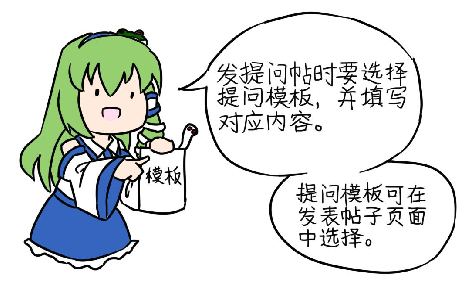 发提问帖时要选择
提问模板，并填写
对应内容。
模板
提问模板可在
发表帖子页面
中选择。